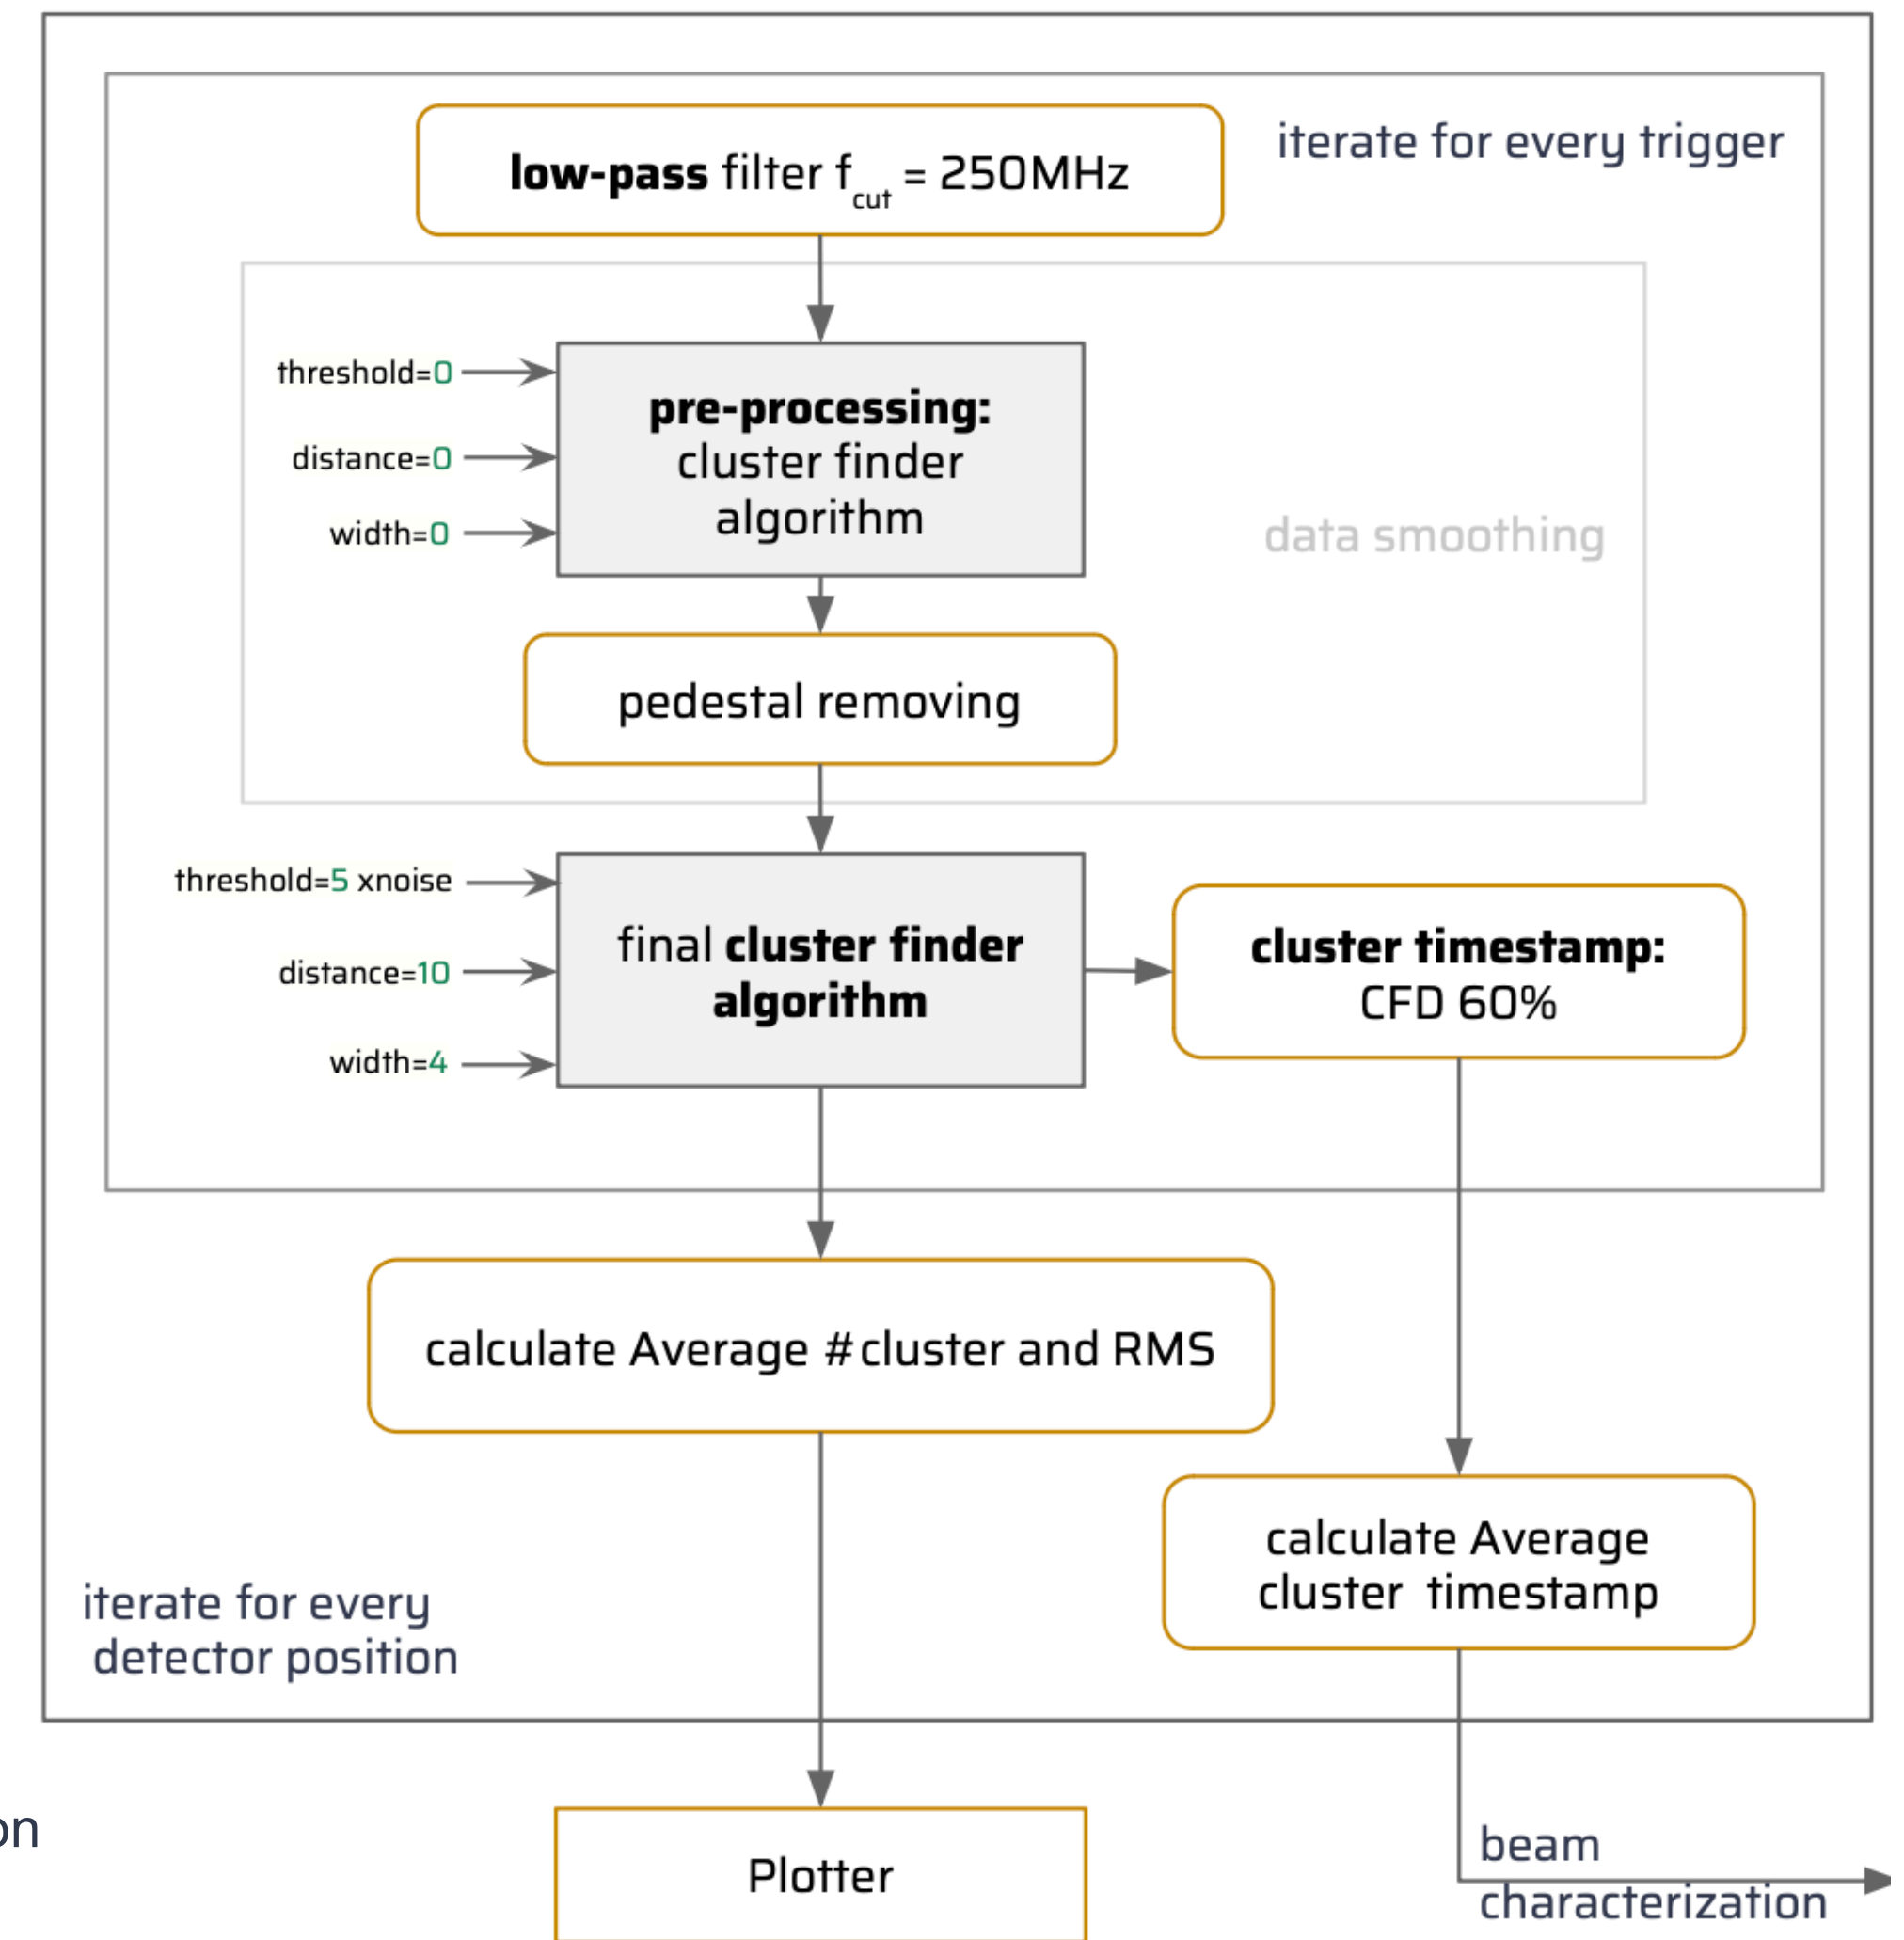 iterate for every trigger
low-pass filter fcut = 250MHz
threshold=0
distance=0
width=0
pre-processing:
cluster finder
algorithm
data smoothing
pedestal removing
threshold=5 xnoise
distance=10
width=4
final cluster finder
algorithm
cluster timestamp:
CFD 60%
calculate Average #cluster and RMS
calculate Average
cluster timestamp
iterate for every
detector position
on
Plotter
beam
characterization